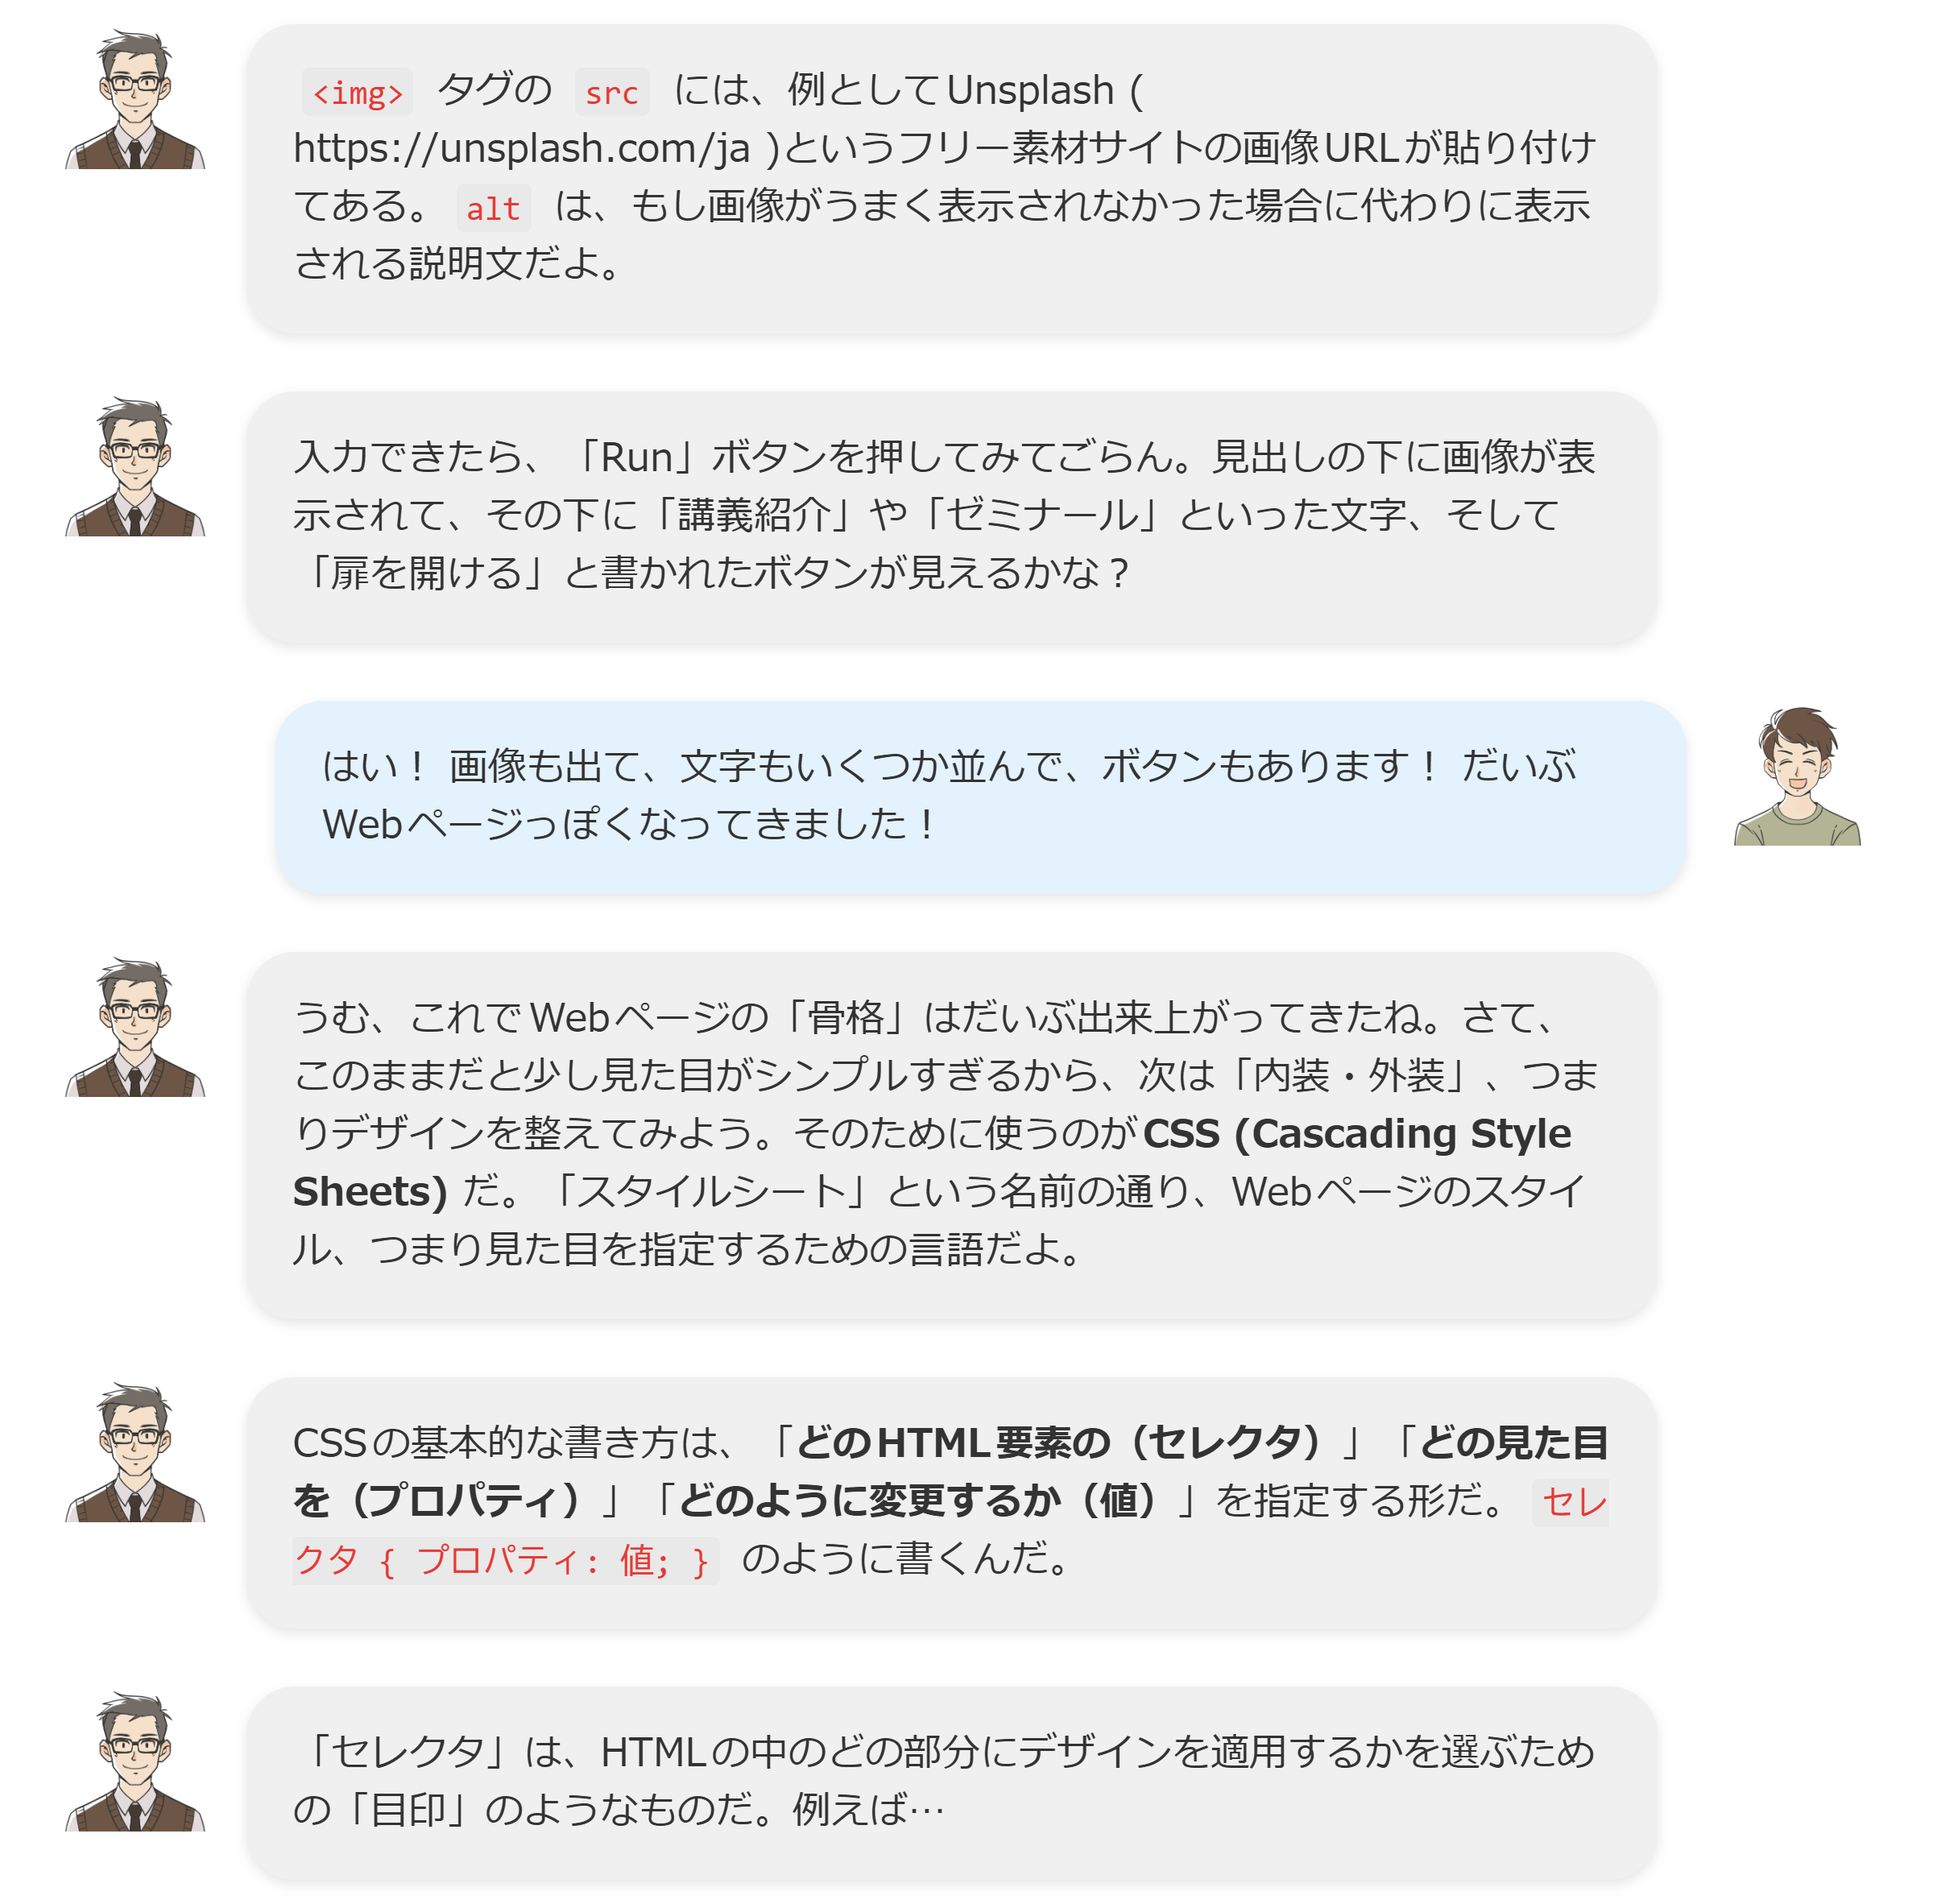 <img> タグの src には、例としてUnsplash (
https://unsplash.com/ja )というフリー素材サイトの画像URLが貼り付け
てある。 alt は、もし画像がうまく表示されなかった場合に代わりに表示
される説明文だよ。
入力できたら、「Run」ボタンを押してみてごらん。見出しの下に画像が表
示されて、その下に「講義紹介」や「ゼミナール」といった文字、そして
「扉を開ける」と書かれたボタンが見えるかな？
はい！ 画像も出て、文字もいくつか並んで、ボタンもあります！ だいぶ
Webページっぽくなってきました！
うむ、これでWebページの「骨格」はだいぶ出来上がってきたね。さて、
このままだと少し見た目がシンプルすぎるから、次は「内装・外装」、つま
りデザインを整えてみよう。そのために使うのがCSS (Cascading Style
Sheets) だ。「スタイルシート」という名前の通り、Webページのスタイ
ル、つまり見た目を指定するための言語だよ。
CSSの基本的な書き方は、「どのHTML要素の（セレクタ）」「どの見た目
を（プロパティ）」「どのように変更するか（値）」を指定する形だ。 セレ
クタ { プロパティ: 値; } のように書くんだ。
「セレクタ」は、HTMLの中のどの部分にデザインを適用するかを選ぶため
の「目印」のようなものだ。例えば…